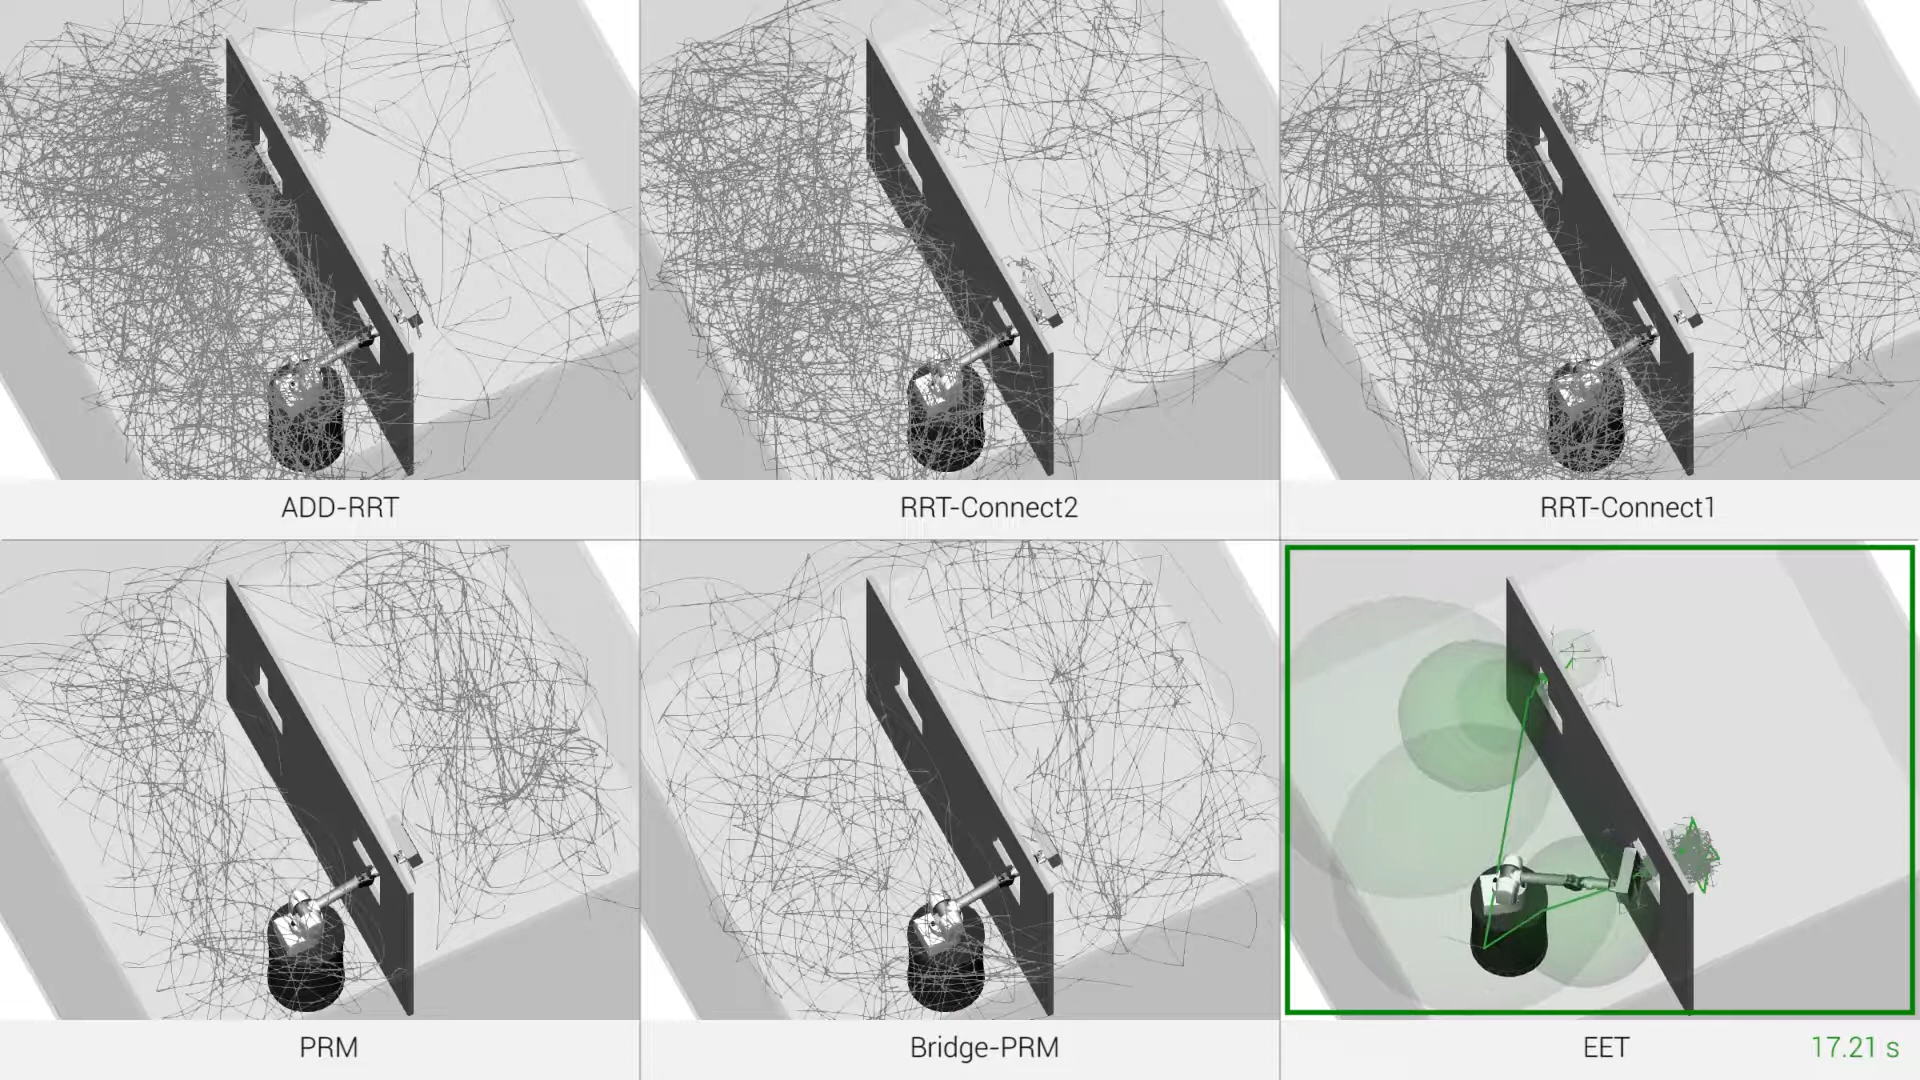 ADD-RRT
RRT-Connect2
RRT-Connect1
PRM
Bridge-PRM
EET
17.21 s